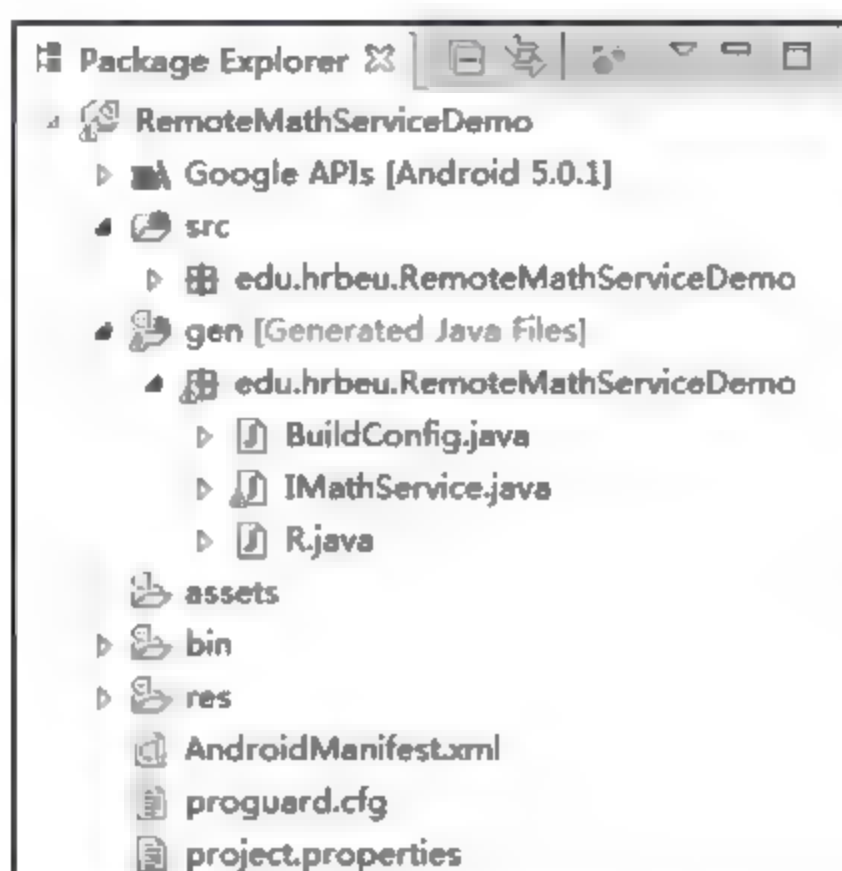 Package Explorer
RemoteMathServiceDemo
Google APIs [Android 5.0.1]
src
edu.hrbeu.RemoteMathServiceDemo
gen [Generated Java Files]
edu.hrbeu.RemoteMathServiceDemo
BuildConfig.java
IMathService.java
R.java
assets
bin
res
AndroidManifest.xml
proguard.cfg
project.properties